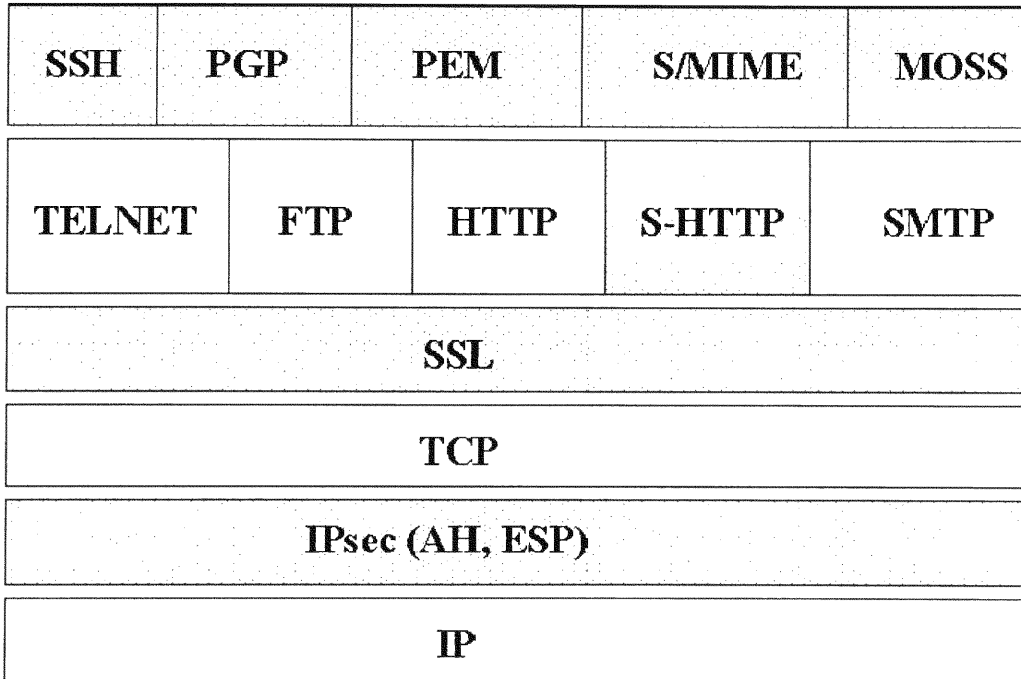 SSH PGP PEM S/MIME MOSS
TELNET FTP HTTP S-HTTP SMTP
SSL
TCP
IPsec (AH, ESP)
IP